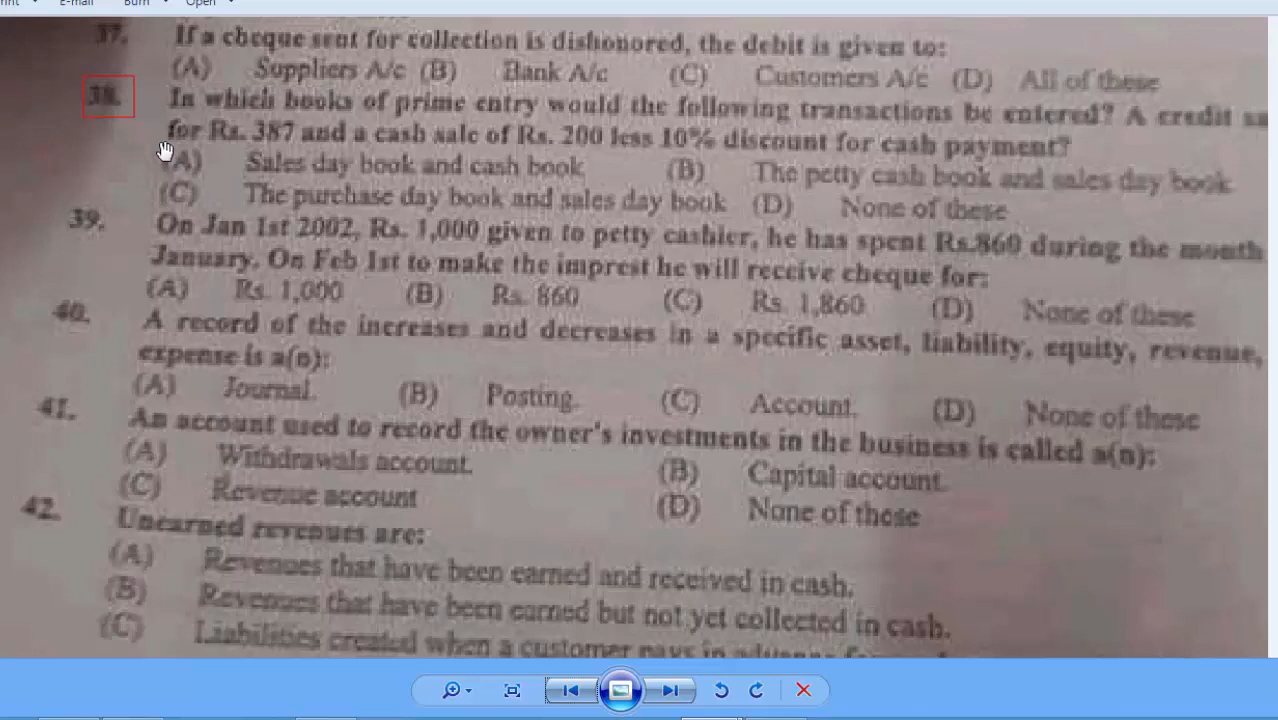 E-mail
Burn
Open
37. If a cheque sent for collection is dishonored, the debit is given to:
(A) Suppliers A/c (B) Bank A/c (C) Customers A/c (D) All of these
38. In which books of prime entry would the following transactions be entered? A credit
for Rs. 387 and a cash sale of Rs. 200 less 10% discount for cash payment?
(A) Sales day book and cash book (B) The petty cash book and sales day book
(C) The purchase day book and sales day book (D) None of these
39. On Jan 1st 2002, Rs. 1,000 given to petty cashier, he has spent Rs.860 during the month
January. On Feb 1st to make the imprest he will receive cheque for:
(A) Rs. 1,000 (B) Rs. 860 (C) Rs. 1,860 (D) None of these
40. A record of the increases and decreases in a specific asset, liability, equity, revenue,
expense is a(n):
(A) Journal. (B) Posting. (C) Account. (D) None of these
41. An account used to record the owner's investments in the business is called a(n):
(A) Withdrawals account. (B) Capital account.
(C) Revenue account (D) None of these
42. Unearned revenues are:
(A) Revenues that have been earned and received in cash.
(B) Revenues that have been earned but not yet collected in cash.
(C) Liabilities created when a customer pays in advance